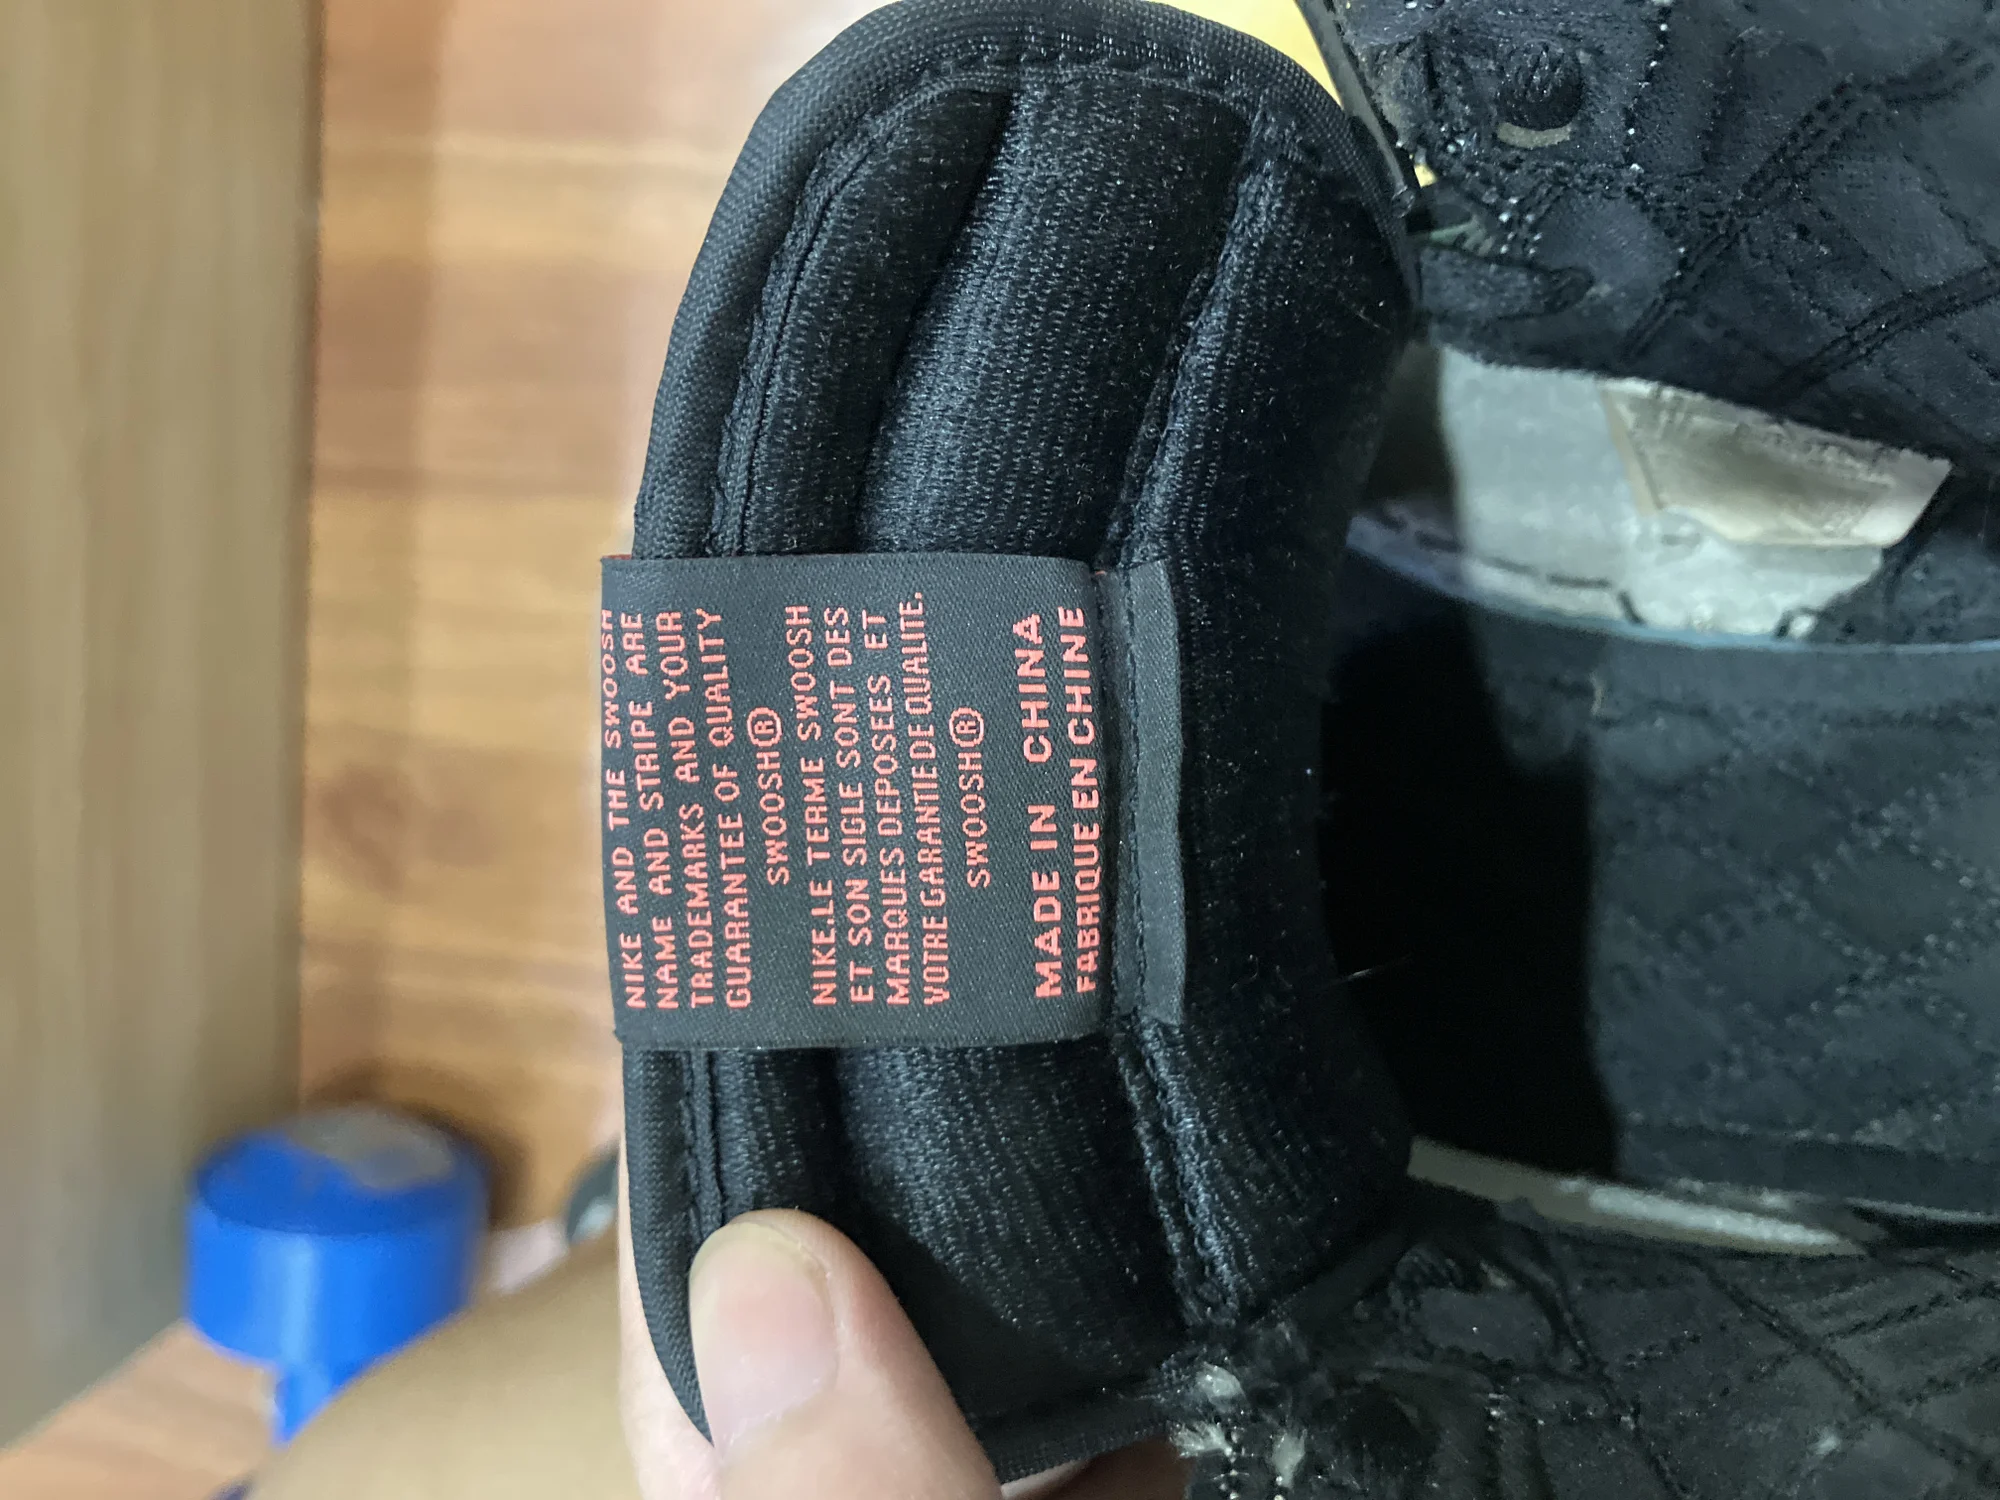 NIKE AND THE SWOOSH
NAME AND STRIPE ARE
TRADEMARKS AND YOUR
GUARANTEE OF QUALITY
SWOOSH®
NIKE.LE TERME SWOOSH
ET SON SIGLE SONT DES
MARQUES DEPOSEES ET
VOTRE GARANTIE DE QUALITE.
SWOOSH®
MADE IN CHINA
FABRIQUE EN CHINE